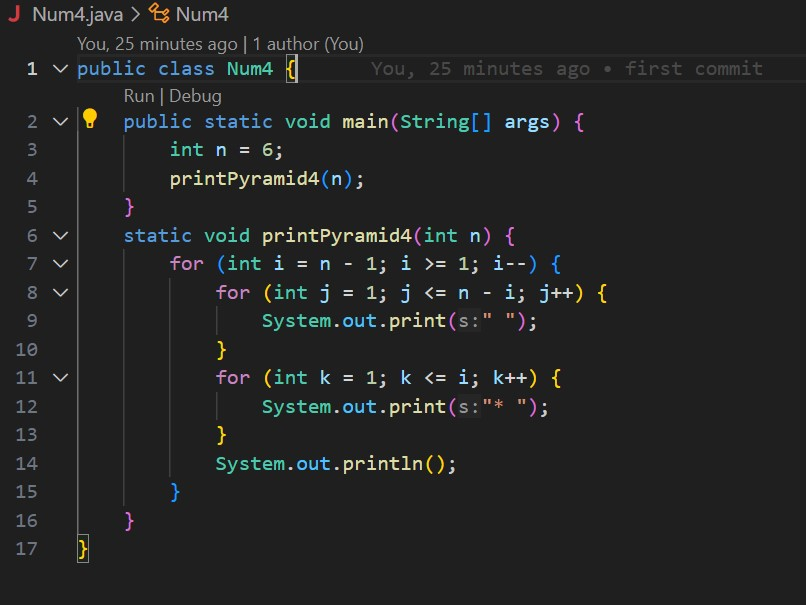 J Num4.java > Num4
You, 25 minutes ago | 1 author (You)
1 public class Num4 { You, 25 minutes ago • first commit
Run | Debug
2 public static void main(String[] args) {
3 int n = 6;
4 printPyramid4(n);
5 }
6 static void printPyramid4(int n) {
7 for (int i = n - 1; i >= 1; i--) {
8 for (int j = 1; j <= n - i; j++) {
9 System.out.print(s:" ");
10 }
11 for (int k = 1; k <= i; k++) {
12 System.out.print(s:"* ");
13 }
14 System.out.println();
15 }
16 }
17 }